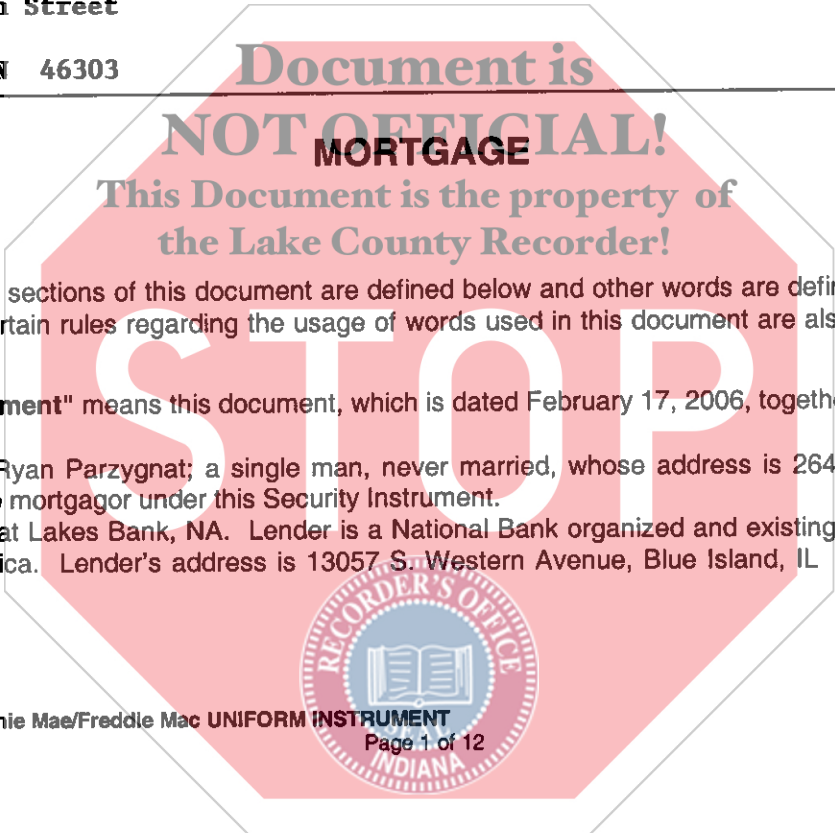 Street
46303
Document is
NOT OFFICIAL!
MORTGAGE
This Document is the property of
the Lake County Recorder!
sections of this document are defined below and other words are defi
rtain rules regarding the usage of words used in this document are als
ment" means this document, which is dated February 17, 2006, togeth
Ryan Parzygnat; a single man, never married, whose address is 264
mortgagor under this Security Instrument.
at Lakes Bank, NA. Lender is a National Bank organized and existing
ica. Lender's address is 13057 S. Western Avenue, Blue Island, IL
STOP
RECORDER'S OFFICE
nie Mae/Freddie Mac UNIFORM INSTRUMENT
SEAL
Page 1 of 12
INDIANA